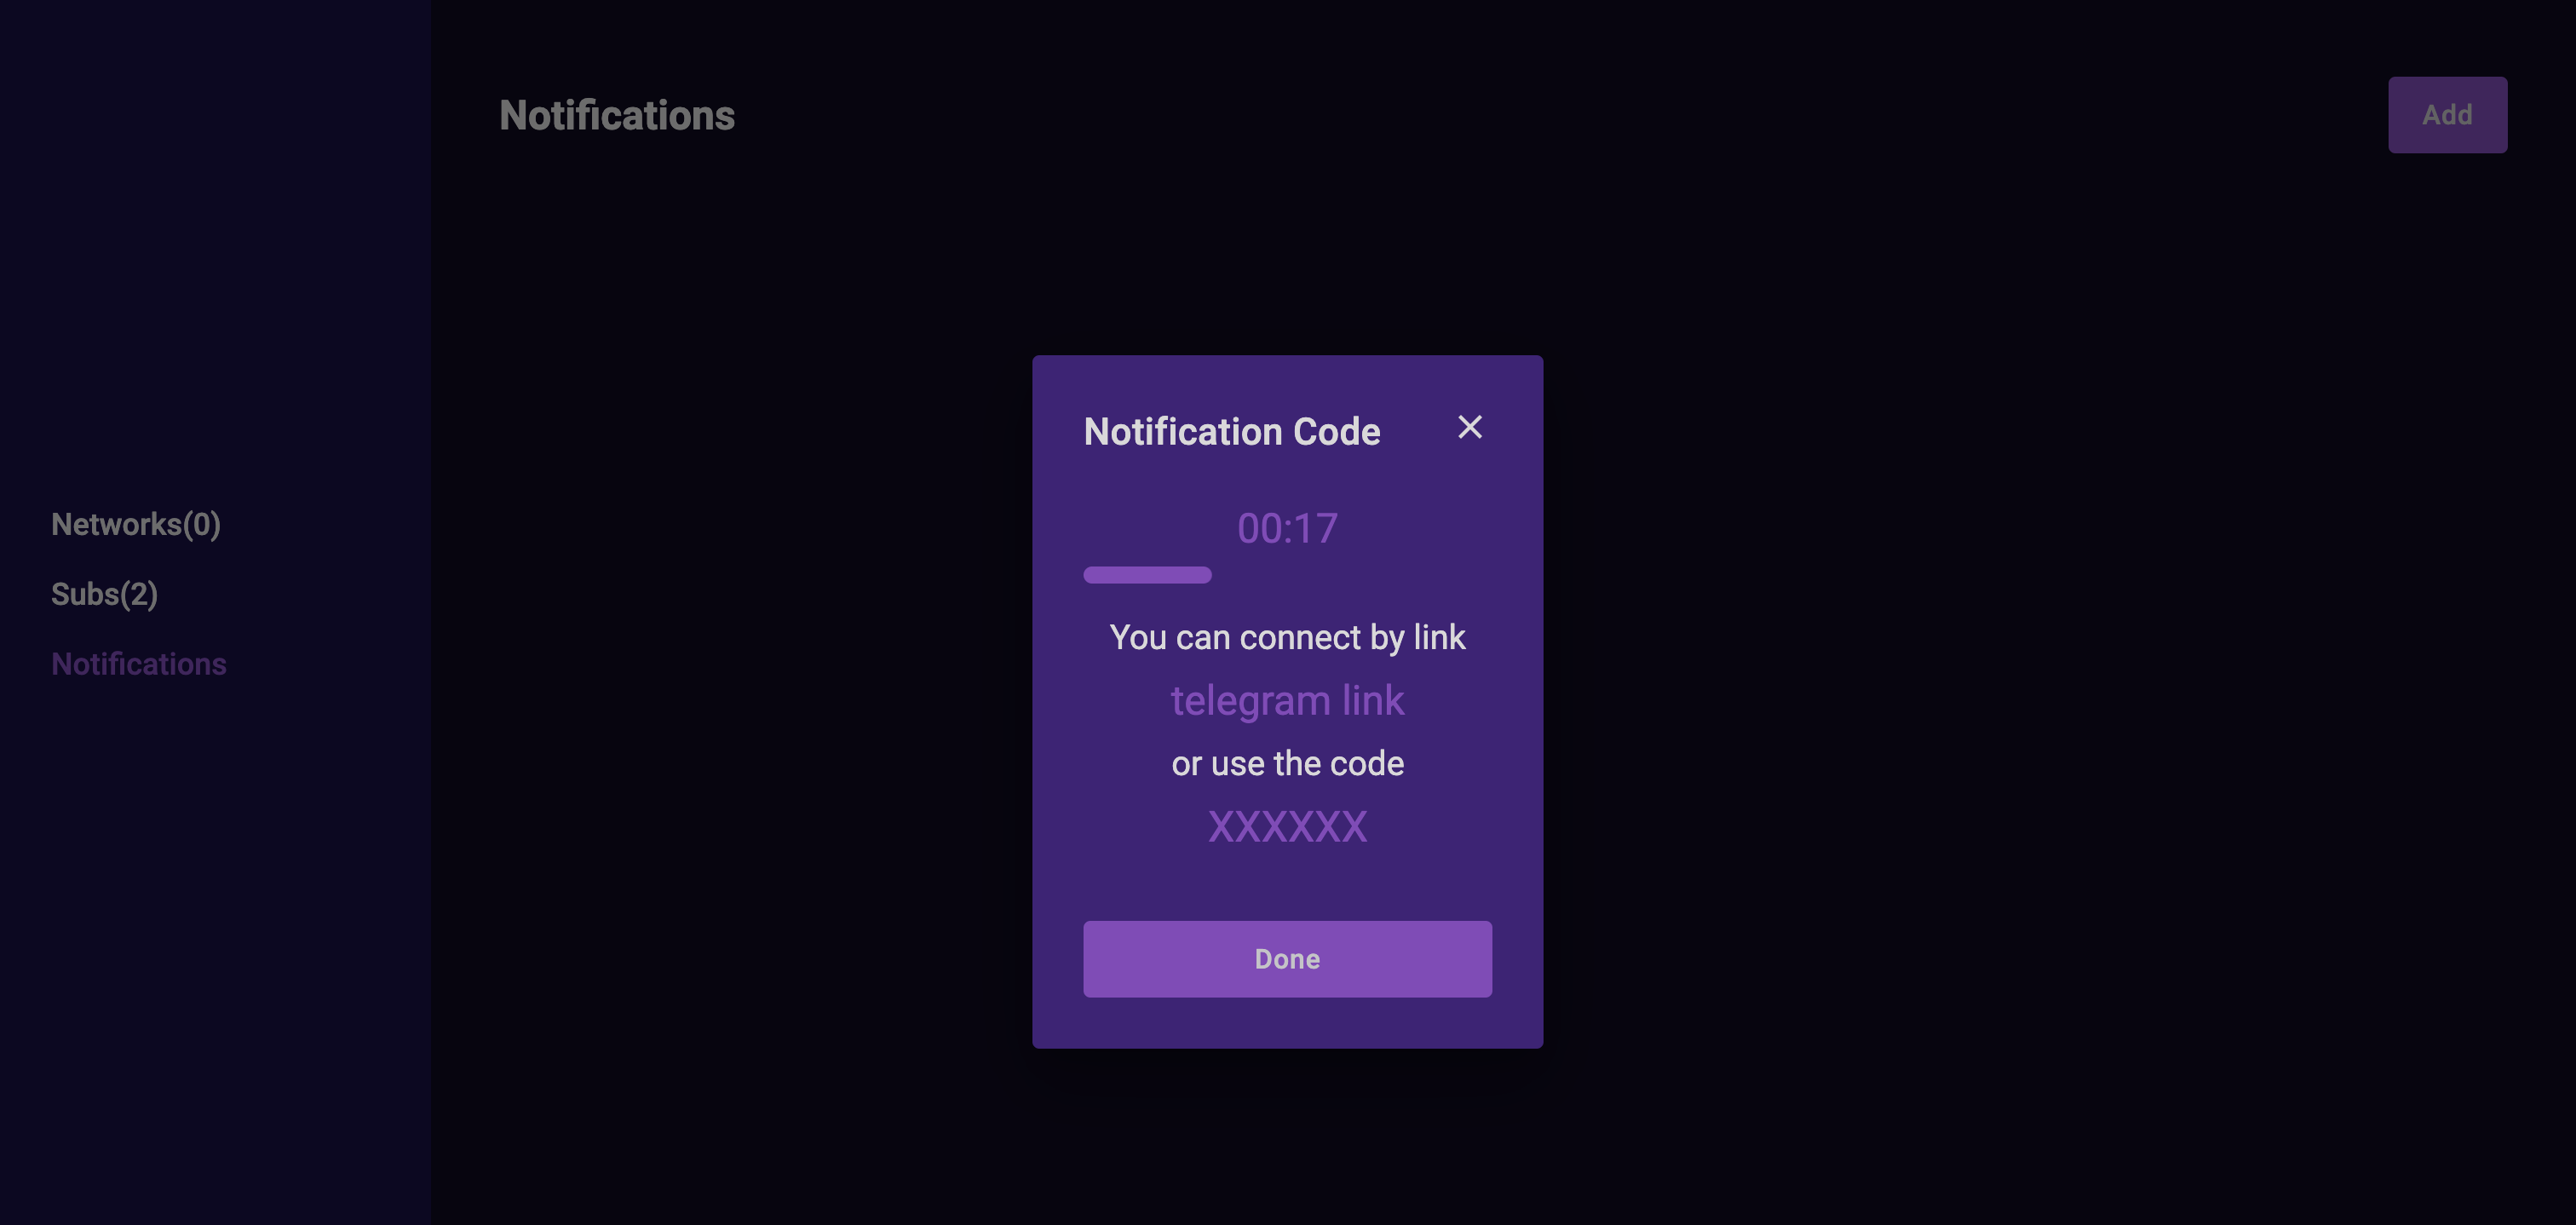 Notifications
Add
Networks(0)
Subs(2)
Notifications
Notification Code
00:17
You can connect by link
telegram link
or use the code
XXXXXX
Done